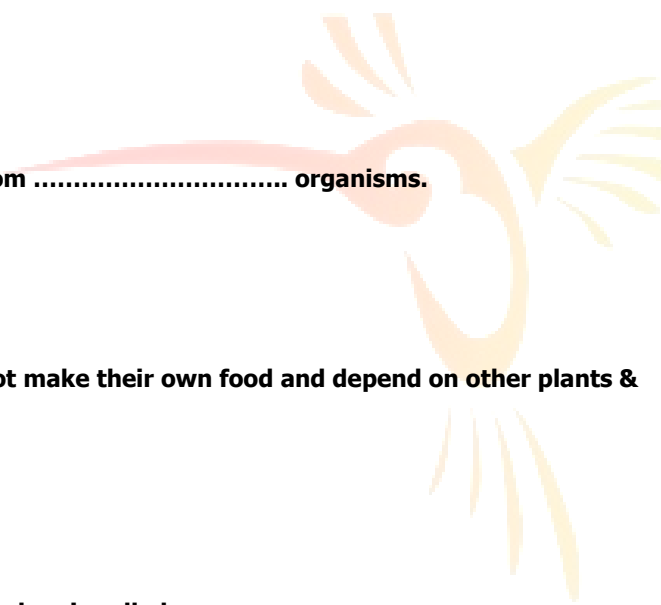 om ………………………….. organisms.
ot make their own food and depend on other plants &